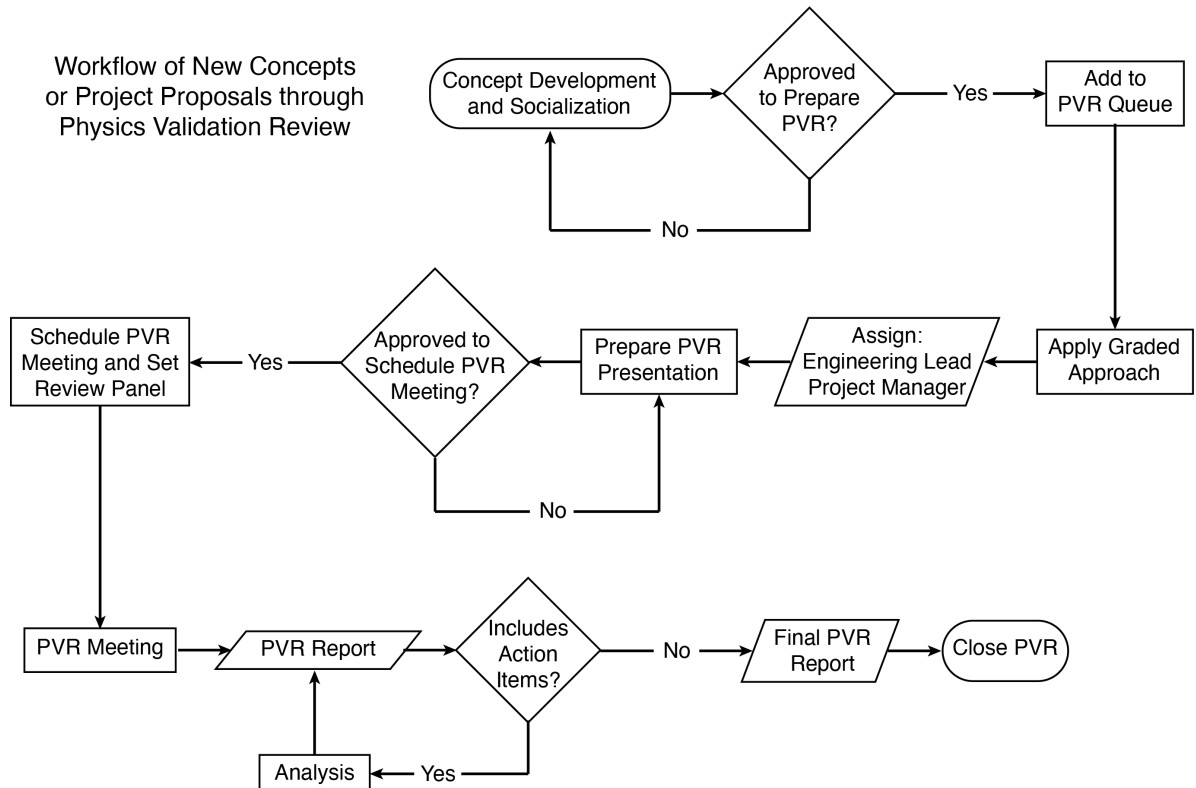 Workflow of New Concepts
or Project Proposals through
Physics Validation Review
Concept Development
and Socialization
Approved
to Prepare
PVR?
Yes
Add to
PVR Queue
No
Schedule PVR
Meeting and Set
Review Panel
Yes
Approved to
Schedule PVR
Meeting?
Prepare PVR
Presentation
Assign:
Engineering Lead
Project Manager
Apply Graded
Approach
No
PVR Meeting
PVR Report
Includes
Action
Items?
No
Final PVR
Report
Close PVR
Analysis
Yes